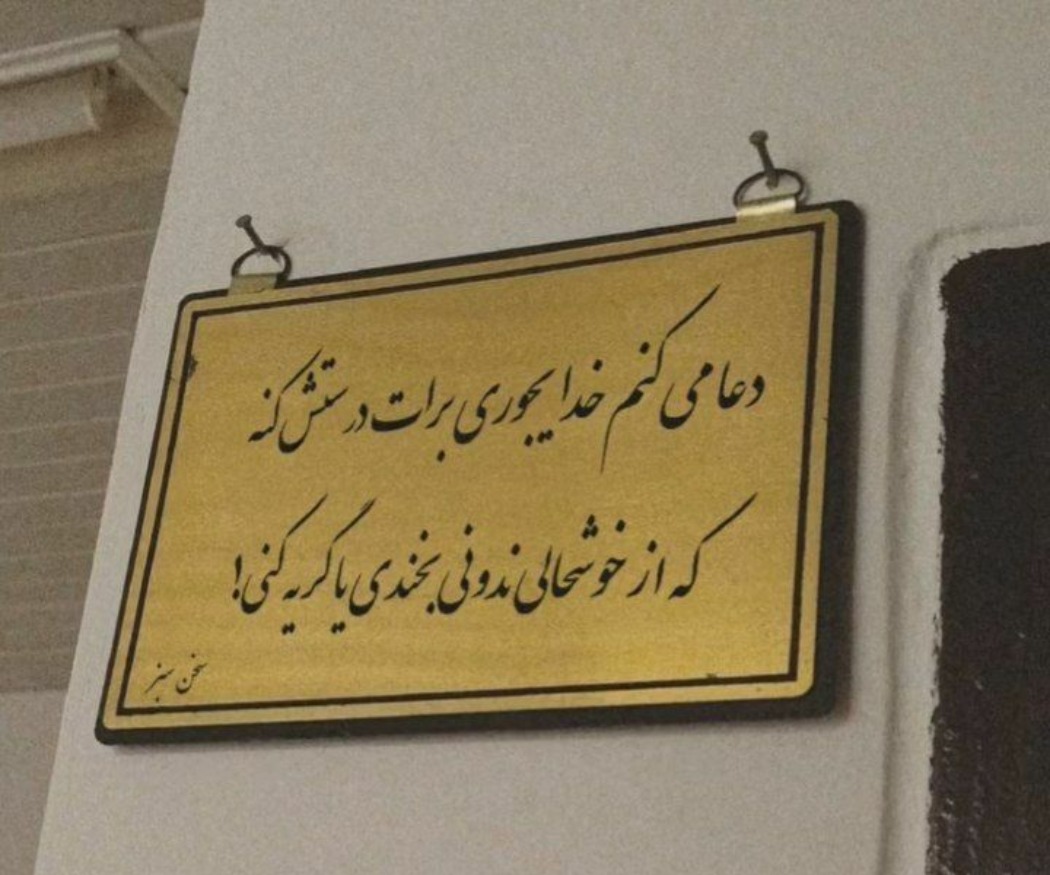 دعا می کنم خدا یجوری برات درستش کنه
که از خوشحالی ندونی بخندی یا گریه کنی!
سخن سبز